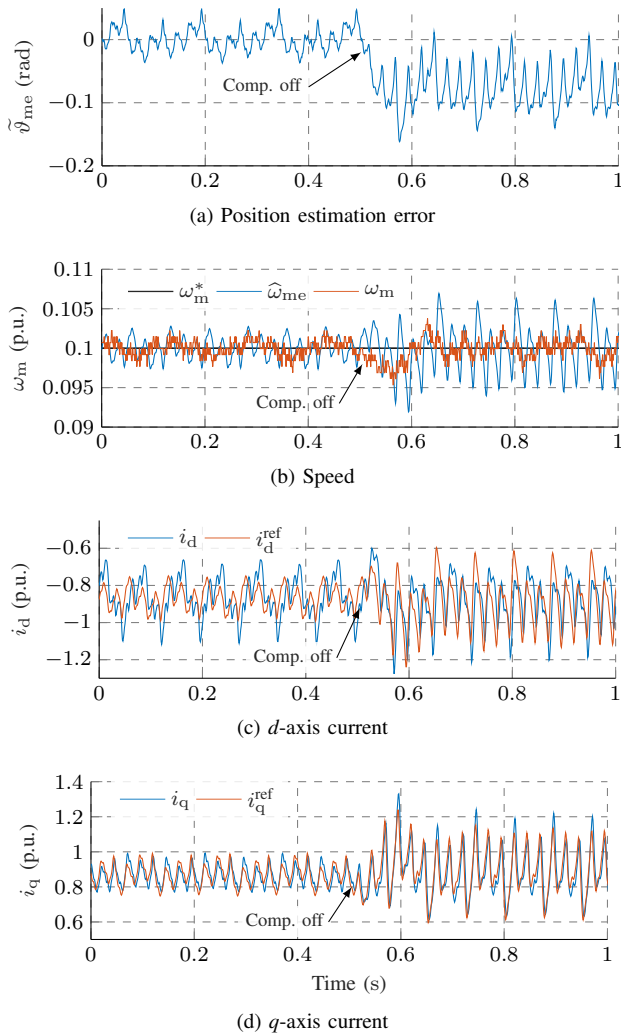 0
−0.1
−0.2
ϑ̃me (rad)
Comp. off
0 0.2 0.4 0.6 0.8 1
(a) Position estimation error
0.11
0.105
0.1
0.095
0.09
ωm (p.u.)
ω*m ω̂me ωm
Comp. off
0 0.2 0.4 0.6 0.8 1
(b) Speed
−0.6
−0.8
−1
−1.2
id (p.u.)
id idref
Comp. off
0 0.2 0.4 0.6 0.8 1
(c) d-axis current
1.4
1.2
1
0.8
0.6
iq (p.u.)
iq iqref
Comp. off
0 0.2 0.4 0.6 0.8 1
Time (s)
(d) q-axis current